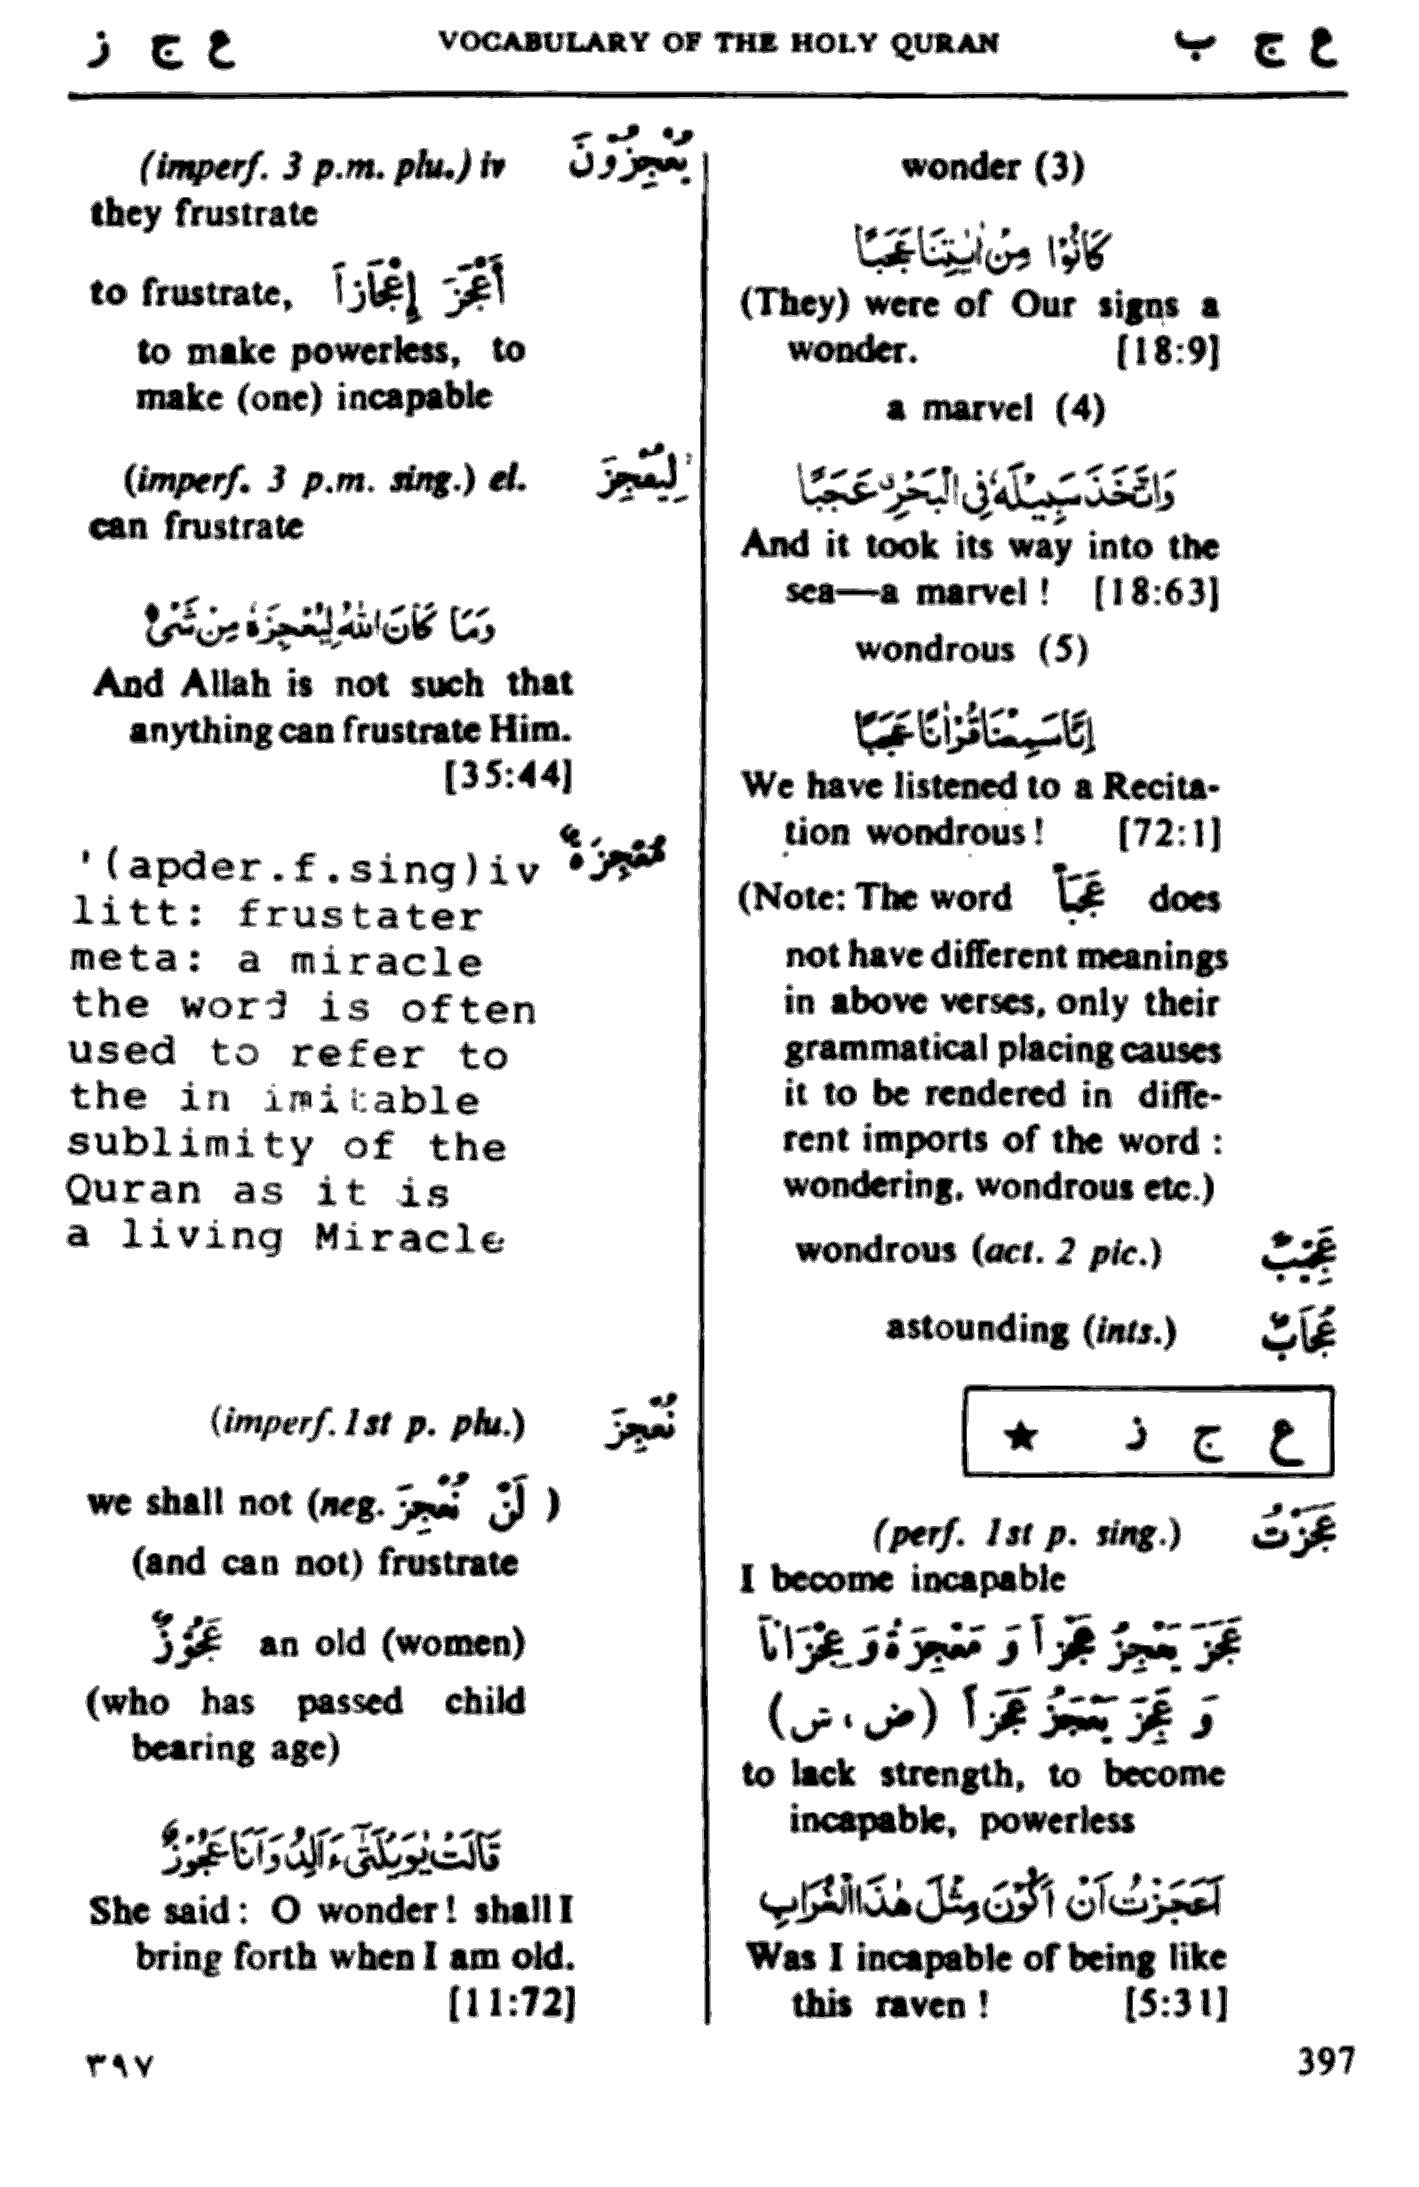 ع ج ز VOCABULARY OF THE HOLY QURAN ع ج ب
wonder (3)
كَانُوْا مِنْ اٰيٰتِنَا عَجَبًا
(They) were of Our signs a
wonder. [18:9]
a marvel (4)
وَاتَّخَذَ سَبِيْلَهٗ فِي الْبَحْرِ عَجَبًا
And it took its way into the
sea—a marvel ! [18:63]
wondrous (5)
اِنَّا سَمِعْنَا قُرْاٰنًا عَجَبًا
We have listened to a Recita-
tion wondrous ! [72:1]
(Note: The word عَجَبًا does
not have different meanings
in above verses, only their
grammatical placing causes
it to be rendered in diffe-
rent imports of the word :
wondering, wondrous etc.)
wondrous (act. 2 pic.) عَجِيْبٌ
astounding (ints.) عُجَابٌ
★ ع ج ز
(perf. 1st p. sing.) عَجَزْتُ
I become incapable
عَجَزَ يَعْجِزُ عَجْزاً وَ مَعْجِزَةً وَ عِجْزَاناً
وَ عَجِزَ يَعْجَزُ عَجَزاً (ض ، س)
to lack strength, to become
incapable, powerless
اَعَجَزْتُ اَنْ اَكُوْنَ مِثْلَ هٰذَا الْغُرَابِ
Was I incapable of being like
this raven ! [5:31]
(imperf. 3 p.m. plu.) iv يُعْجِزُوْنَ
they frustrate
to frustrate, أَعْجَزَ إِعْجَازاً
to make powerless, to
make (one) incapable
(imperf. 3 p.m. sing.) el. لِيُعْجِزَ
can frustrate
وَمَا كَانَ اللّٰهُ لِيُعْجِزَهٗ مِنْ شَيْءٍ
And Allah is not such that
anything can frustrate Him.
[35:44]
'(apder.f.sing)iv مُعْجِزَةٌ
litt: frustater
meta: a miracle
the word is often
used to refer to
the in imitable
sublimity of the
Quran as it is
a living Miracle
(imperf. 1st p. plu.) نُعْجِزَ
we shall not (neg. لَنْ نُعْجِزَ )
(and can not) frustrate
عَجُوْزٌ an old (women)
(who has passed child
bearing age)
قَالَتْ يٰوَيْلَتٰٓى ءَاَلِدُ وَاَنَا عَجُوْزٌ
She said : O wonder ! shall I
bring forth when I am old.
[11:72]
٣٩٧ 397